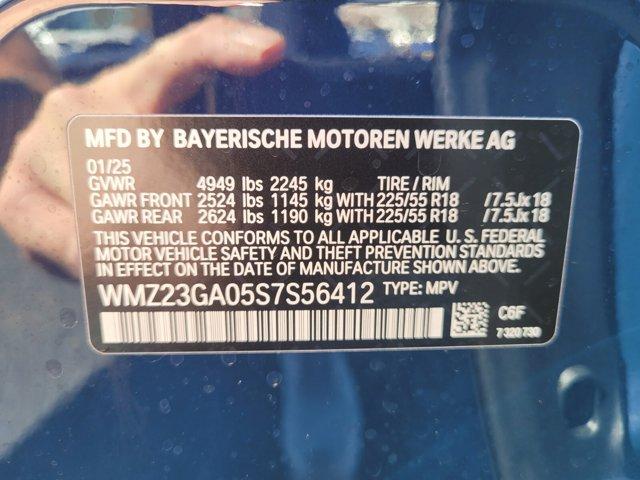 MFD BY BAYERISCHE MOTOREN WERKE AG
01/25
GVWR 4949 lbs 2245 kg TIRE / RIM
GAWR FRONT 2524 lbs 1145 kg WITH 225/55 R18 /7.5Jx18
GAWR REAR 2624 lbs 1190 kg WITH 225/55 R18 /7.5Jx18
THIS VEHICLE CONFORMS TO ALL APPLICABLE U. S. FEDERAL
MOTOR VEHICLE SAFETY AND THEFT PREVENTION STANDARDS
IN EFFECT ON THE DATE OF MANUFACTURE SHOWN ABOVE.
WMZ23GA05S7S56412 TYPE: MPV
C6F
7 320 730